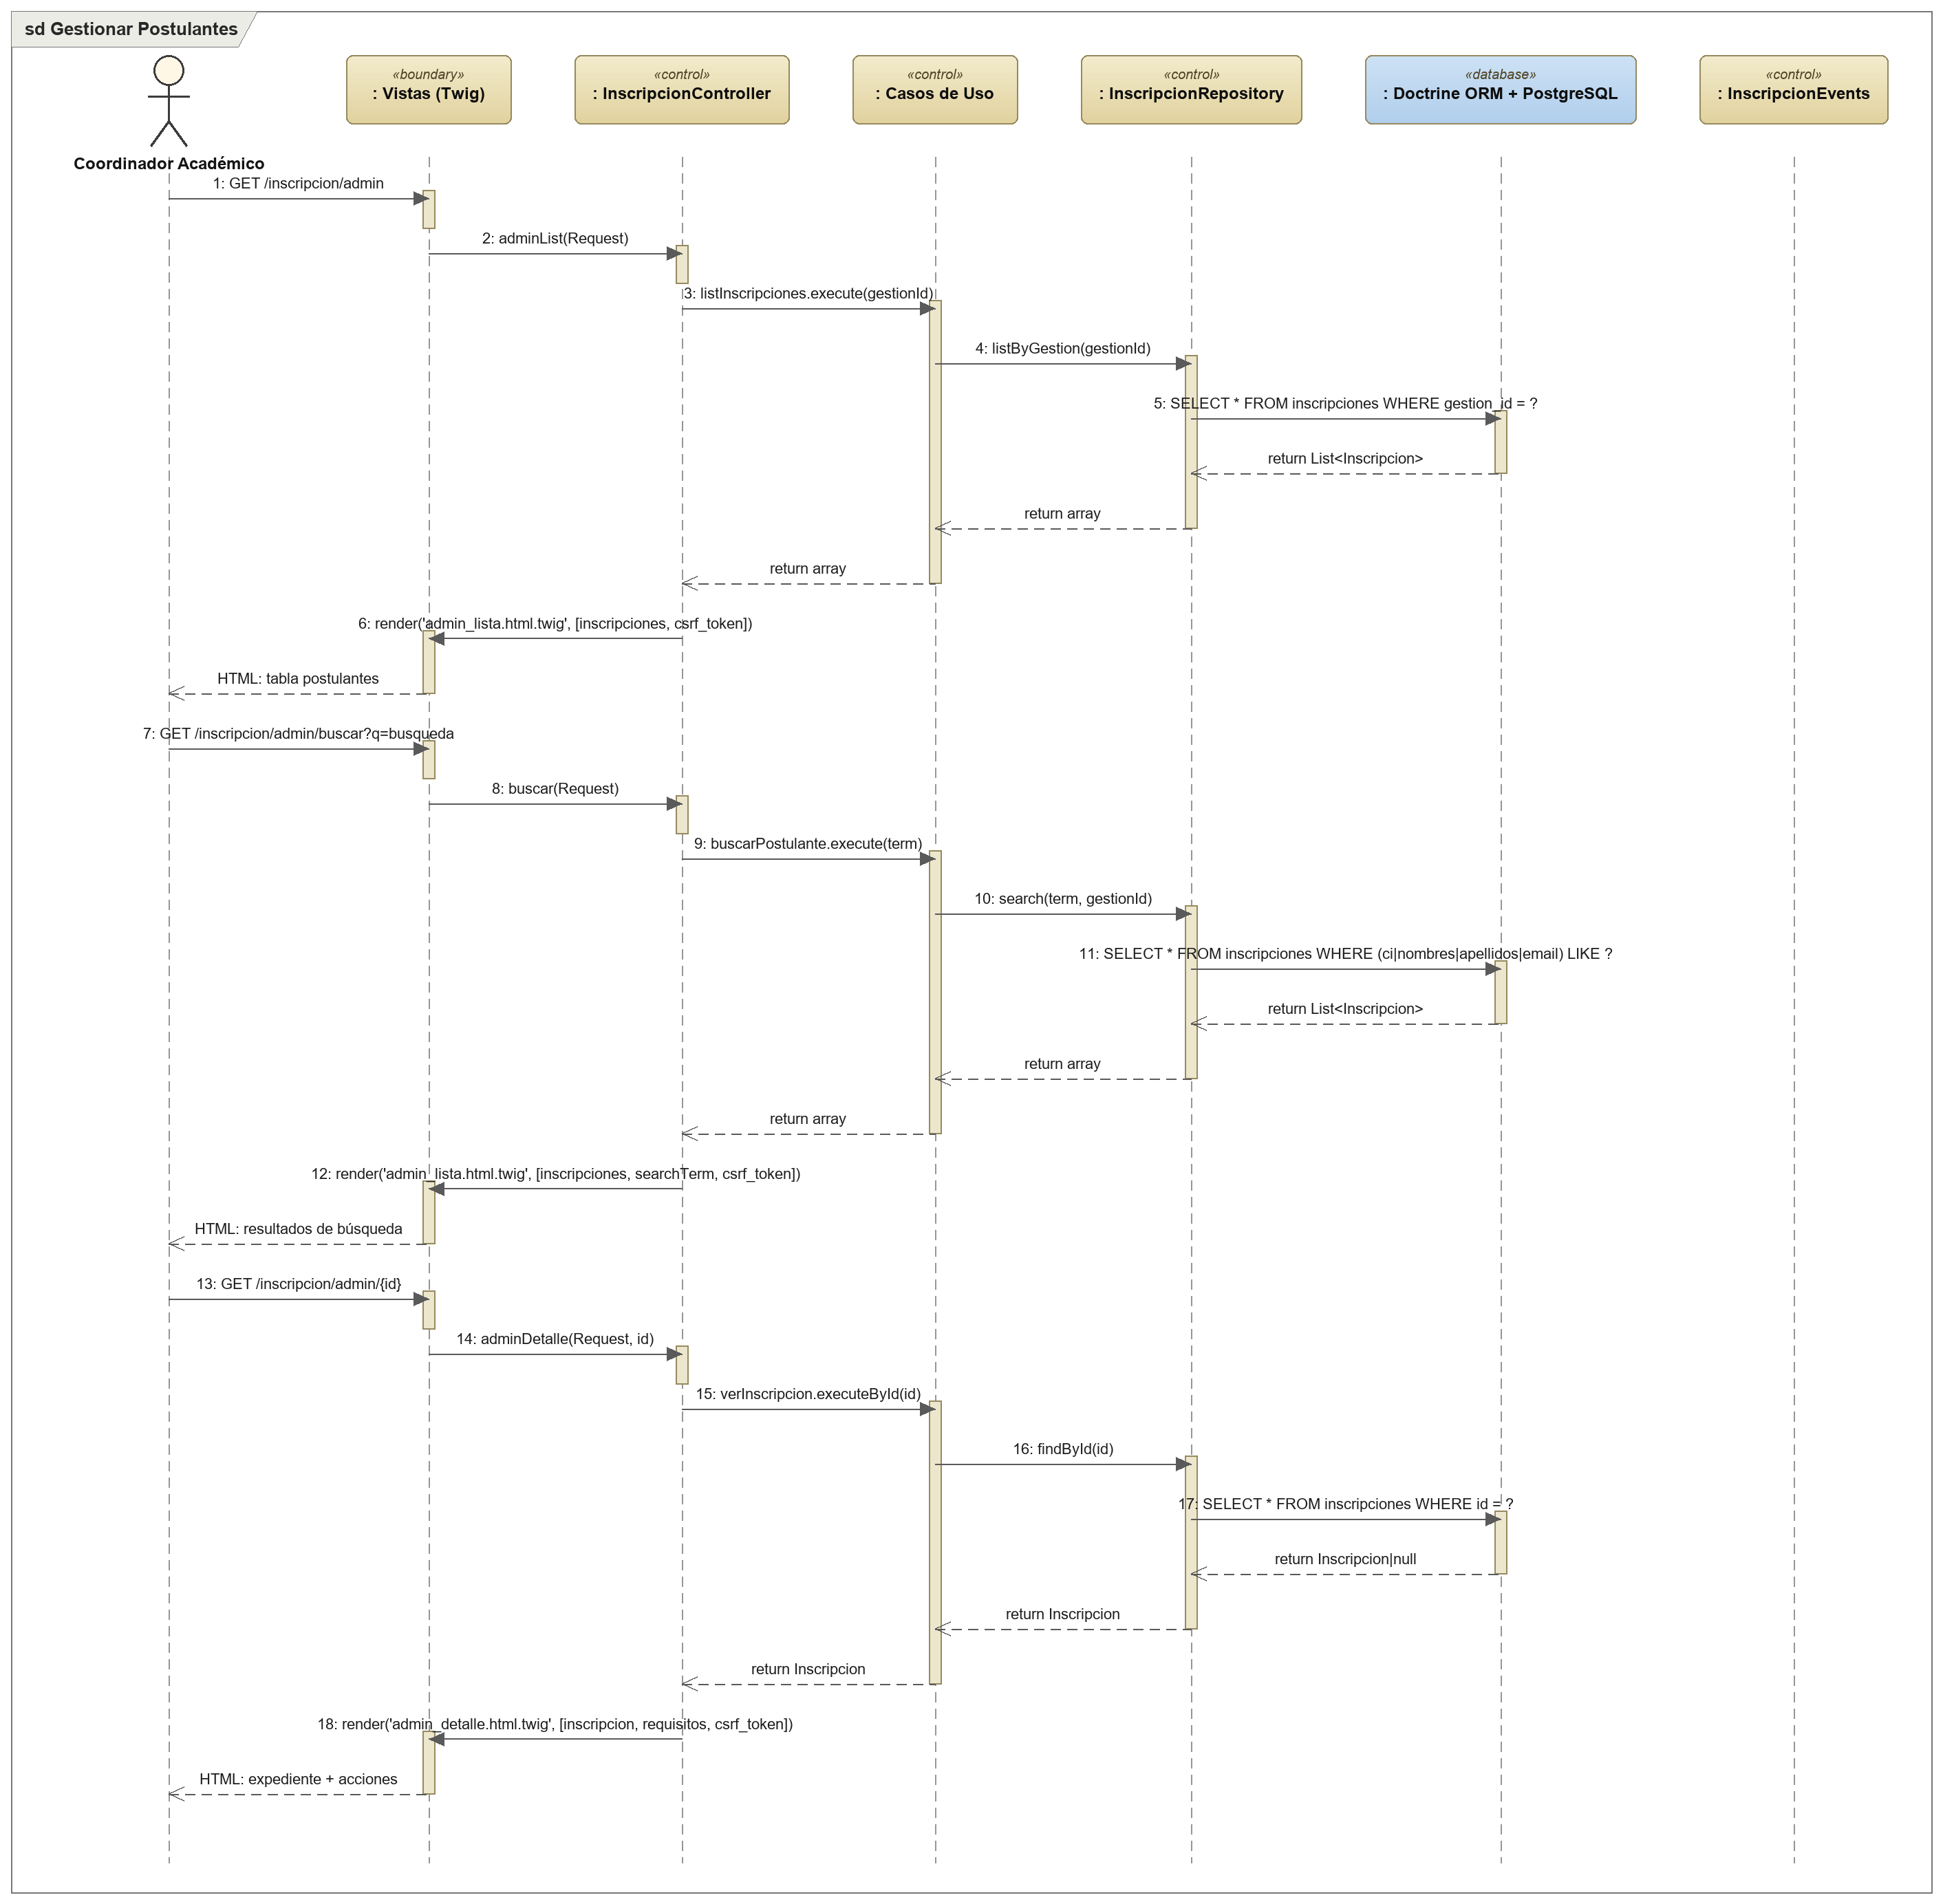 sd Gestionar Postulantes
«boundary»
: Vistas (Twig)
«control»
: InscripcionController
«control»
: Casos de Uso
«control»
: InscripcionRepository
«database»
: Doctrine ORM + PostgreSQL
«control»
: InscripcionEvents
Coordinador Académico
1: GET /inscripcion/admin
2: adminList(Request)
3: listInscripciones.execute(gestionId)
4: listByGestion(gestionId)
5: SELECT * FROM inscripciones WHERE gestion_id = ?
return List<Inscripcion>
return array
return array
6: render('admin_lista.html.twig', [inscripciones, csrf_token])
HTML: tabla postulantes
7: GET /inscripcion/admin/buscar?q=busqueda
8: buscar(Request)
9: buscarPostulante.execute(term)
10: search(term, gestionId)
11: SELECT * FROM inscripciones WHERE (ci|nombres|apellidos|email) LIKE ?
return List<Inscripcion>
return array
return array
12: render('admin_lista.html.twig', [inscripciones, searchTerm, csrf_token])
HTML: resultados de búsqueda
13: GET /inscripcion/admin/{id}
14: adminDetalle(Request, id)
15: verInscripcion.executeById(id)
16: findById(id)
17: SELECT * FROM inscripciones WHERE id = ?
return Inscripcion|null
return Inscripcion
return Inscripcion
18: render('admin_detalle.html.twig', [inscripcion, requisitos, csrf_token])
HTML: expediente + acciones